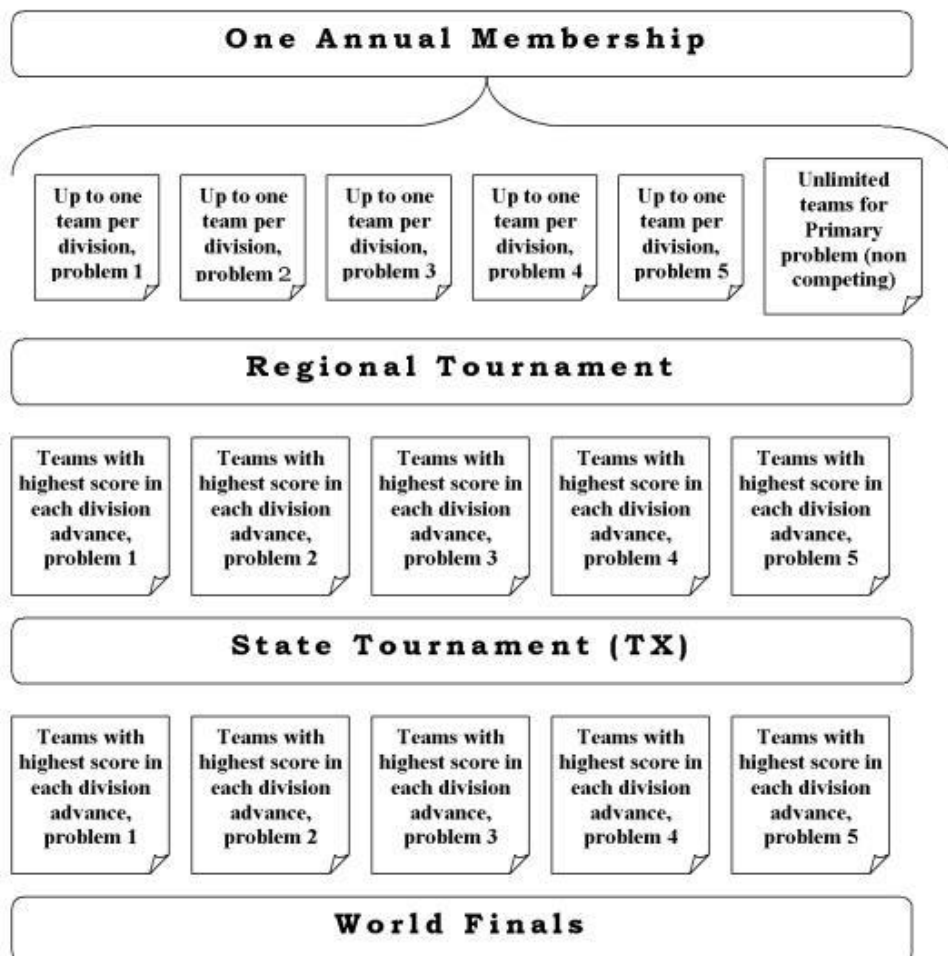 One Annual Membership
Up to one
team per
division,
problem 1
Up to one
team per
division,
problem 2
Up to one
team per
division,
problem 3
Up to one
team per
division,
problem 4
Up to one
team per
division,
problem 5
Unlimited
teams for
Primary
problem (non
competing)
Regional Tournament
Teams with
highest score in
each division
advance,
problem 1
Teams with
highest score in
each division
advance,
problem 2
Teams with
highest score in
each division
advance,
problem 3
Teams with
highest score in
each division
advance,
problem 4
Teams with
highest score in
each division
advance,
problem 5
State Tournament (TX)
Teams with
highest score in
each division
advance,
problem 1
Teams with
highest score in
each division
advance,
problem 2
Teams with
highest score in
each division
advance,
problem 3
Teams with
highest score in
each division
advance,
problem 4
Teams with
highest score in
each division
advance,
problem 5
World Finals